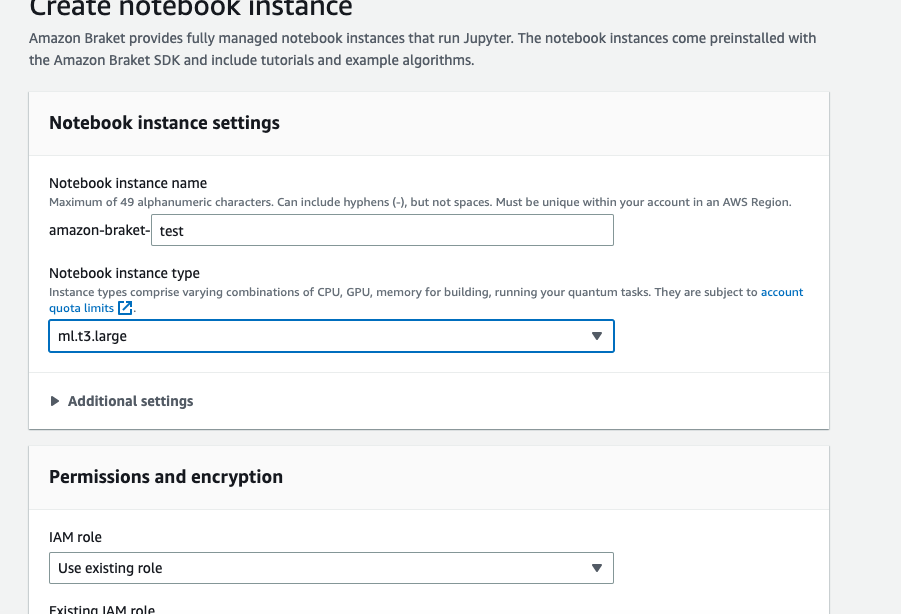 Create notebook instance
Amazon Braket provides fully managed notebook instances that run Jupyter. The notebook instances come preinstalled with
the Amazon Braket SDK and include tutorials and example algorithms.
Notebook instance settings
Notebook instance name
Maximum of 49 alphanumeric characters. Can include hyphens (-), but not spaces. Must be unique within your account in an AWS Region.
amazon-braket- test
Notebook instance type
Instance types comprise varying combinations of CPU, GPU, memory for building, running your quantum tasks. They are subject to account
quota limits .
ml.t3.large
Additional settings
Permissions and encryption
IAM role
Use existing role
Existing IAM role